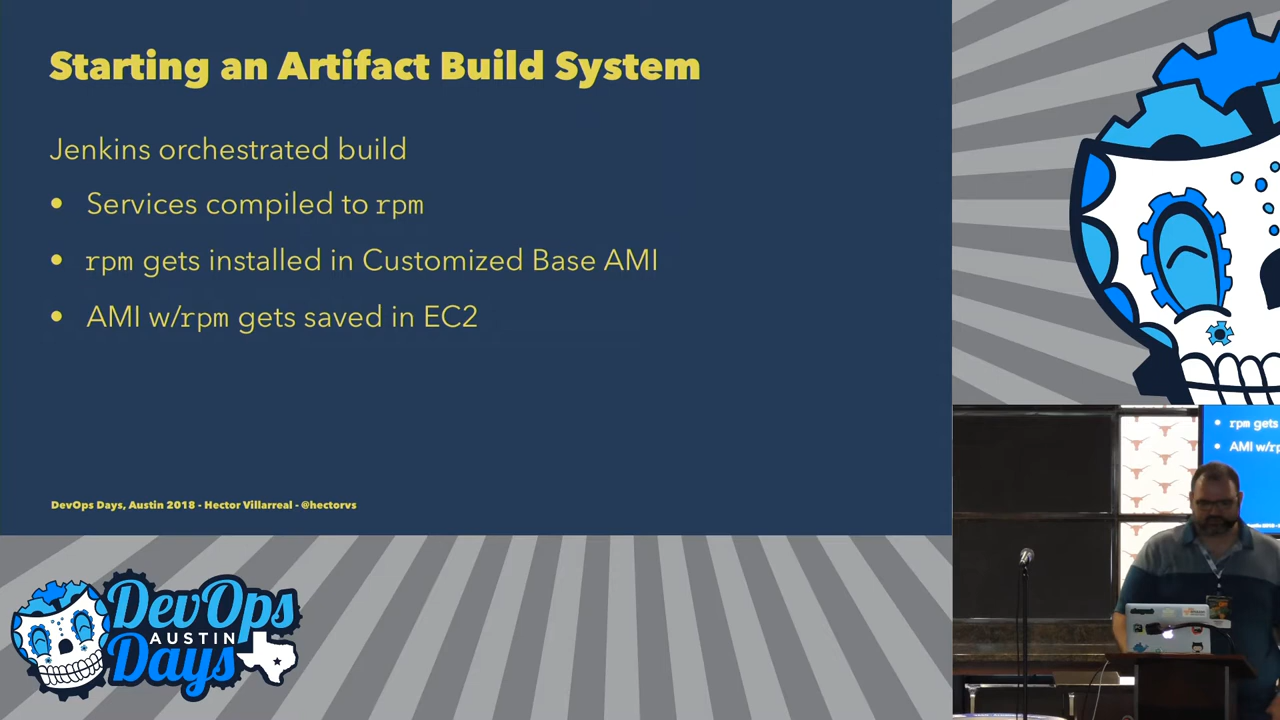 Starting an Artifact Build System
Jenkins orchestrated build
• Services compiled to rpm
• rpm gets installed in Customized Base AMI
• AMI w/rpm gets saved in EC2
DevOps Days, Austin 2018 - Hector Villarreal - @hectorvs
DevOps
AUSTIN
Days
• rpm gets
• AMI w/rp